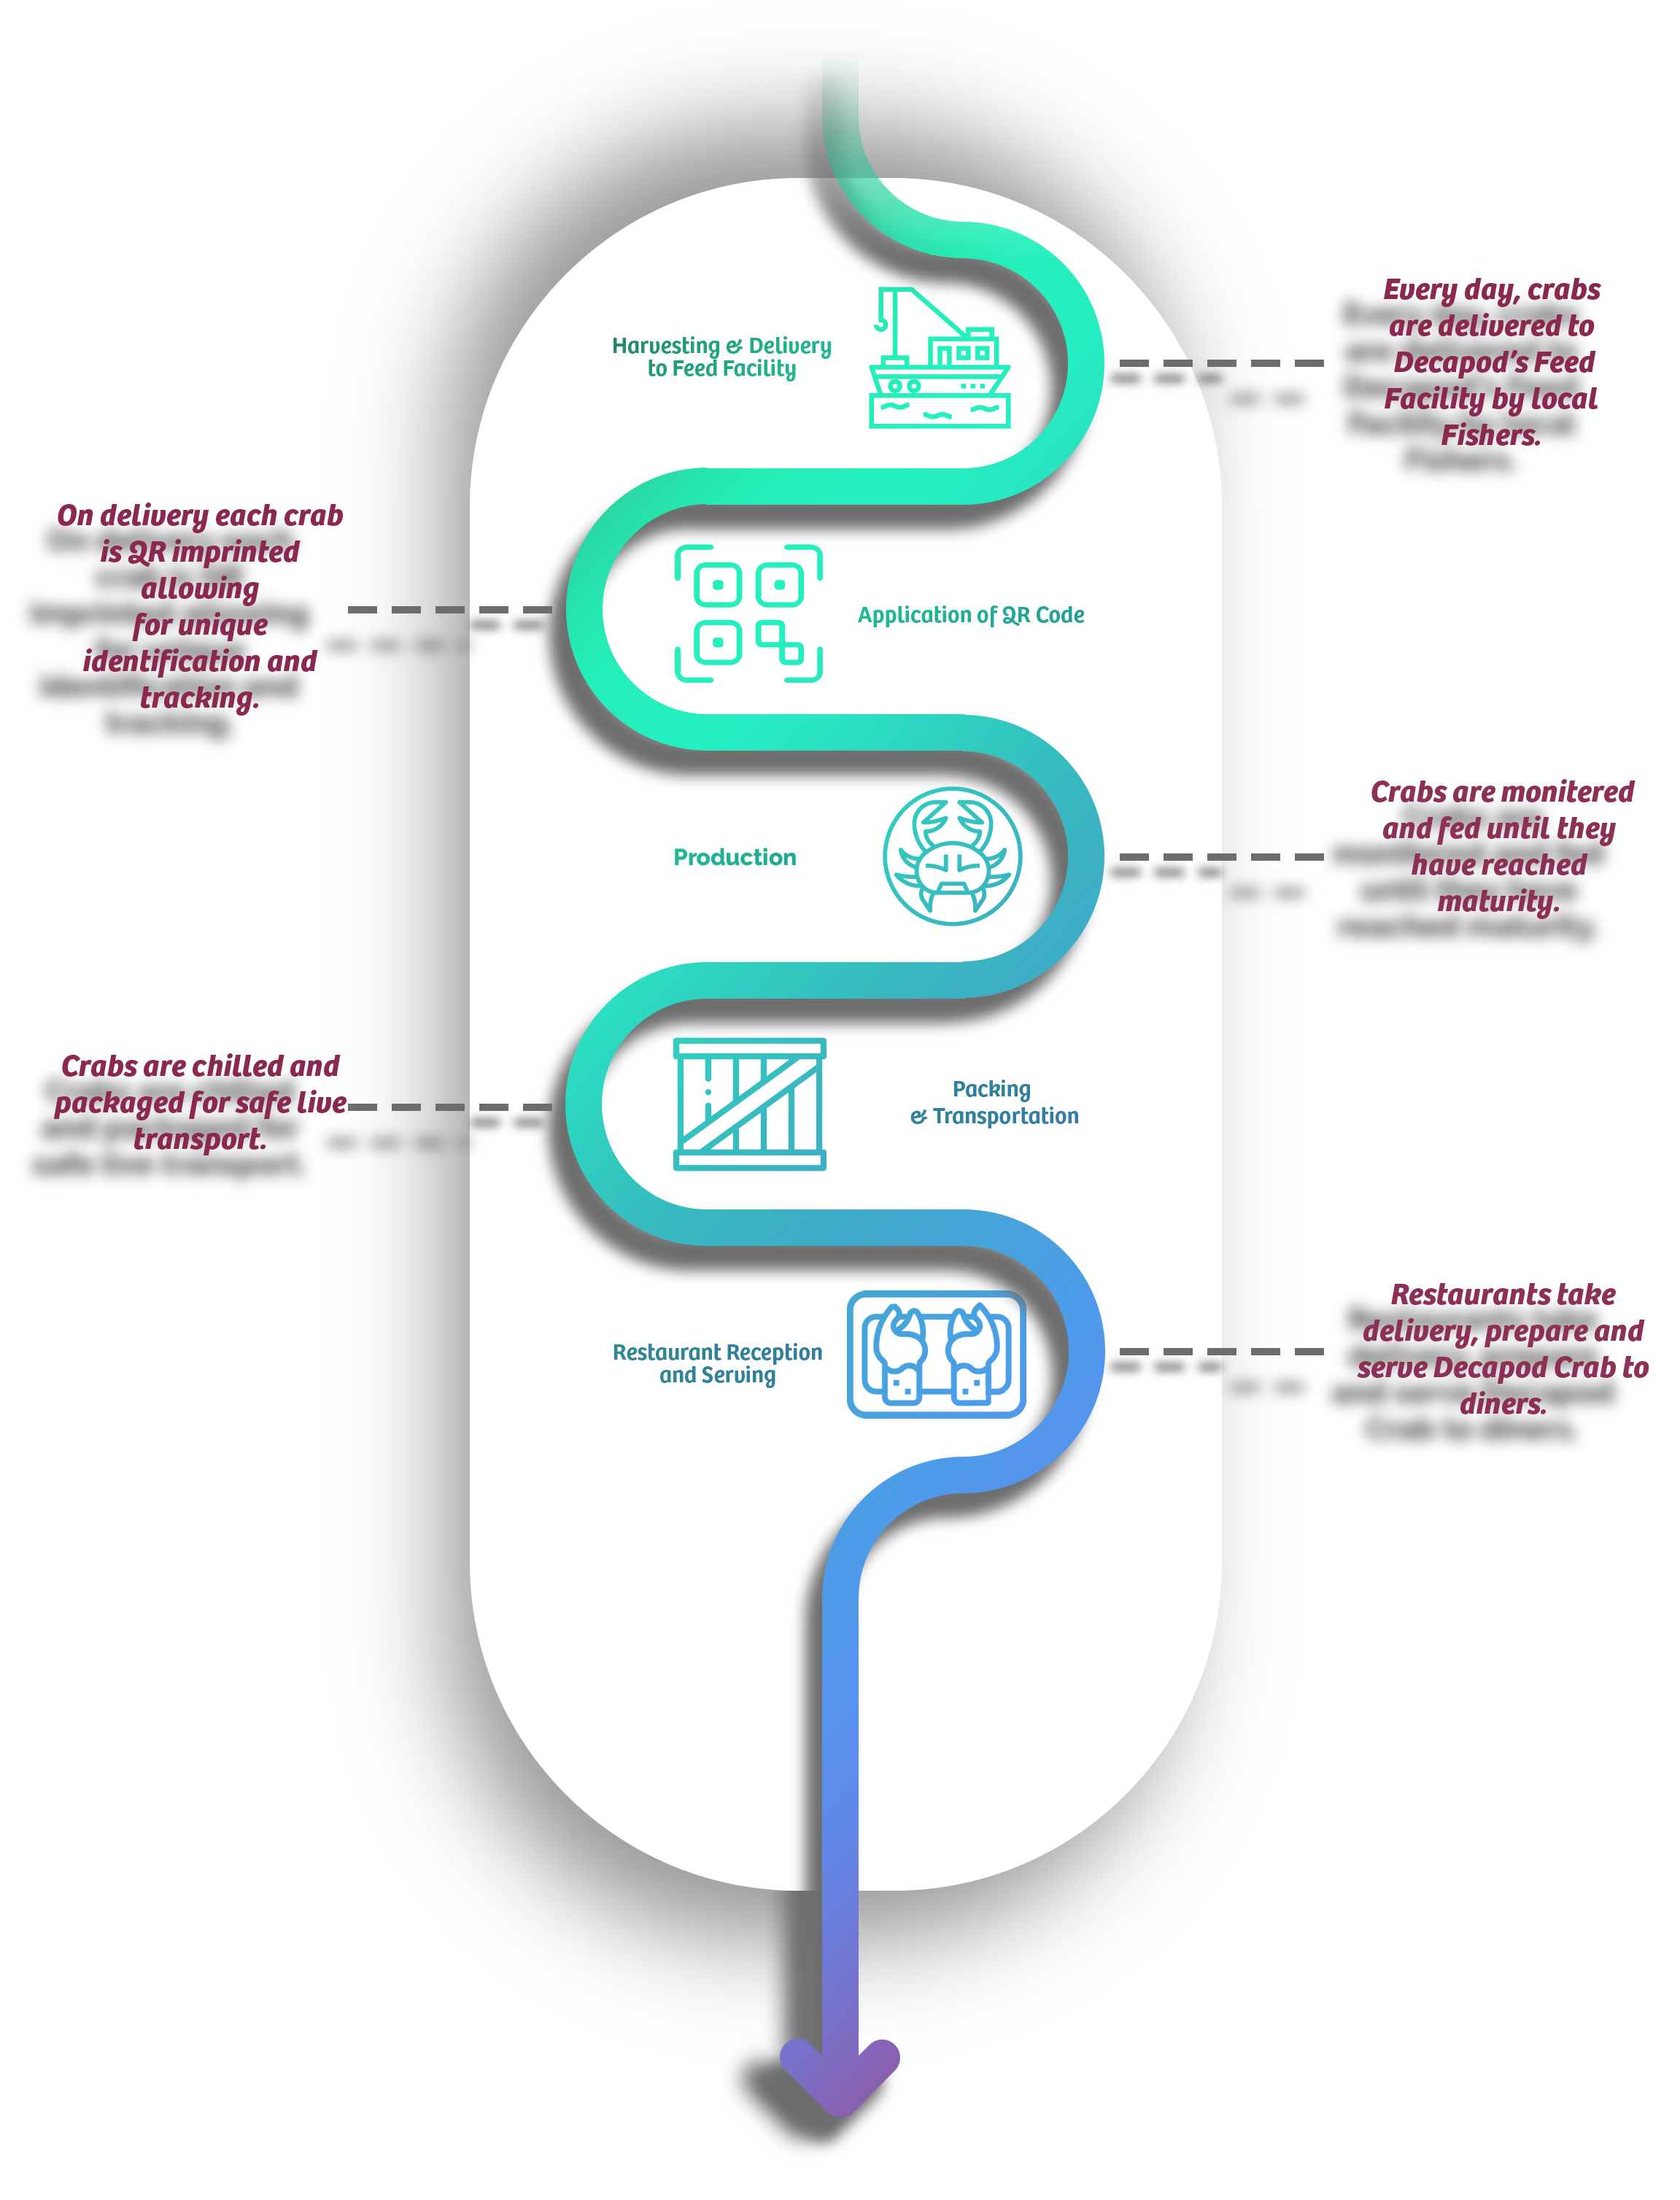 Every day, crabs
are delivered to
Decapod's Feed
Facility by local
Fishers.
Harvesting & Delivery
to Feed Facility
On delivery each crab
is QR imprinted
allowing
for unique
identification and
tracking.
Application of QR Code
Crabs are monitered
and fed until they
have reached
maturity.
Production
Crabs are chilled and
packaged for safe live
transport.
Packing
& Transportation
Restaurants take
delivery, prepare and
serve Decapod Crab to
diners.
Restaurant Reception
and Serving